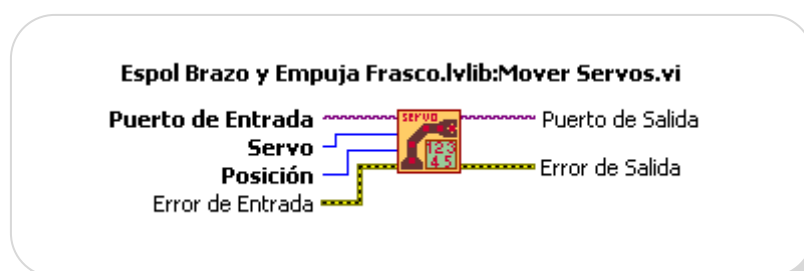 Espol Brazo y Empuja Frasco.lvlib:Mover Servos.vi
Puerto de Entrada
Servo
Posición
Error de Entrada
SERVO
123
45
Puerto de Salida
Error de Salida